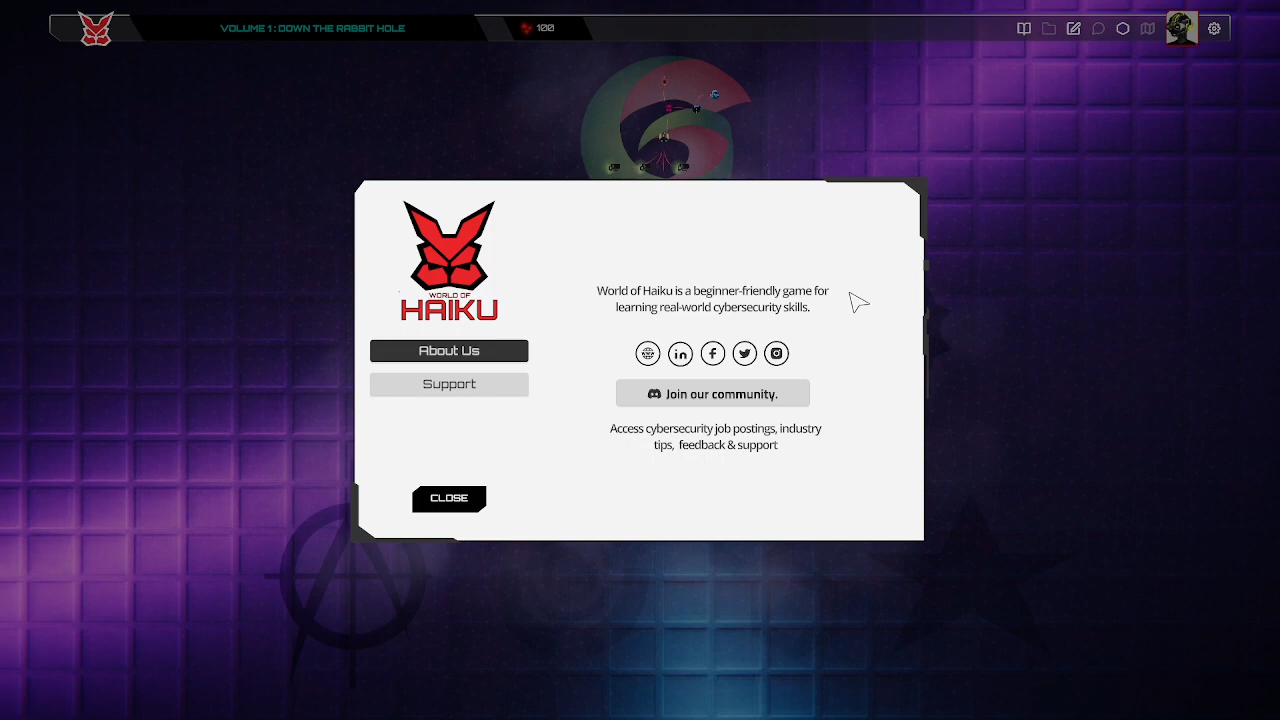 VOLUME 1: DOWN THE RABBIT HOLE
100
WORLD OF
HAIKU
About Us
Support
CLOSE
World of Haiku is a beginner-friendly game for
learning real-world cybersecurity skills.
Join our community.
Access cybersecurity job postings, industry
tips, feedback & support